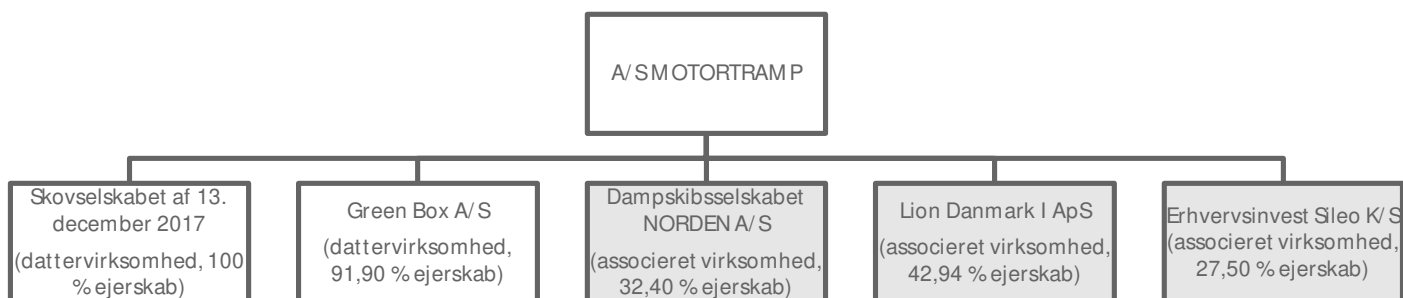 A/S MOTORTRAMP
Skovselskabet af 13.
december 2017
(dattervirksomhed, 100
% ejerskab)
Green Box A/S
(dattervirksomhed,
91,90 % ejerskab)
Dampskibsselskabet
NORDEN A/S
(associeret virksomhed,
32,40 % ejerskab)
Lion Danmark I ApS
(associeret virksomhed,
42,94 % ejerskab)
Erhvervsinvest Sileo K/S
(associeret virksomhed,
27,50 % ejerskab)